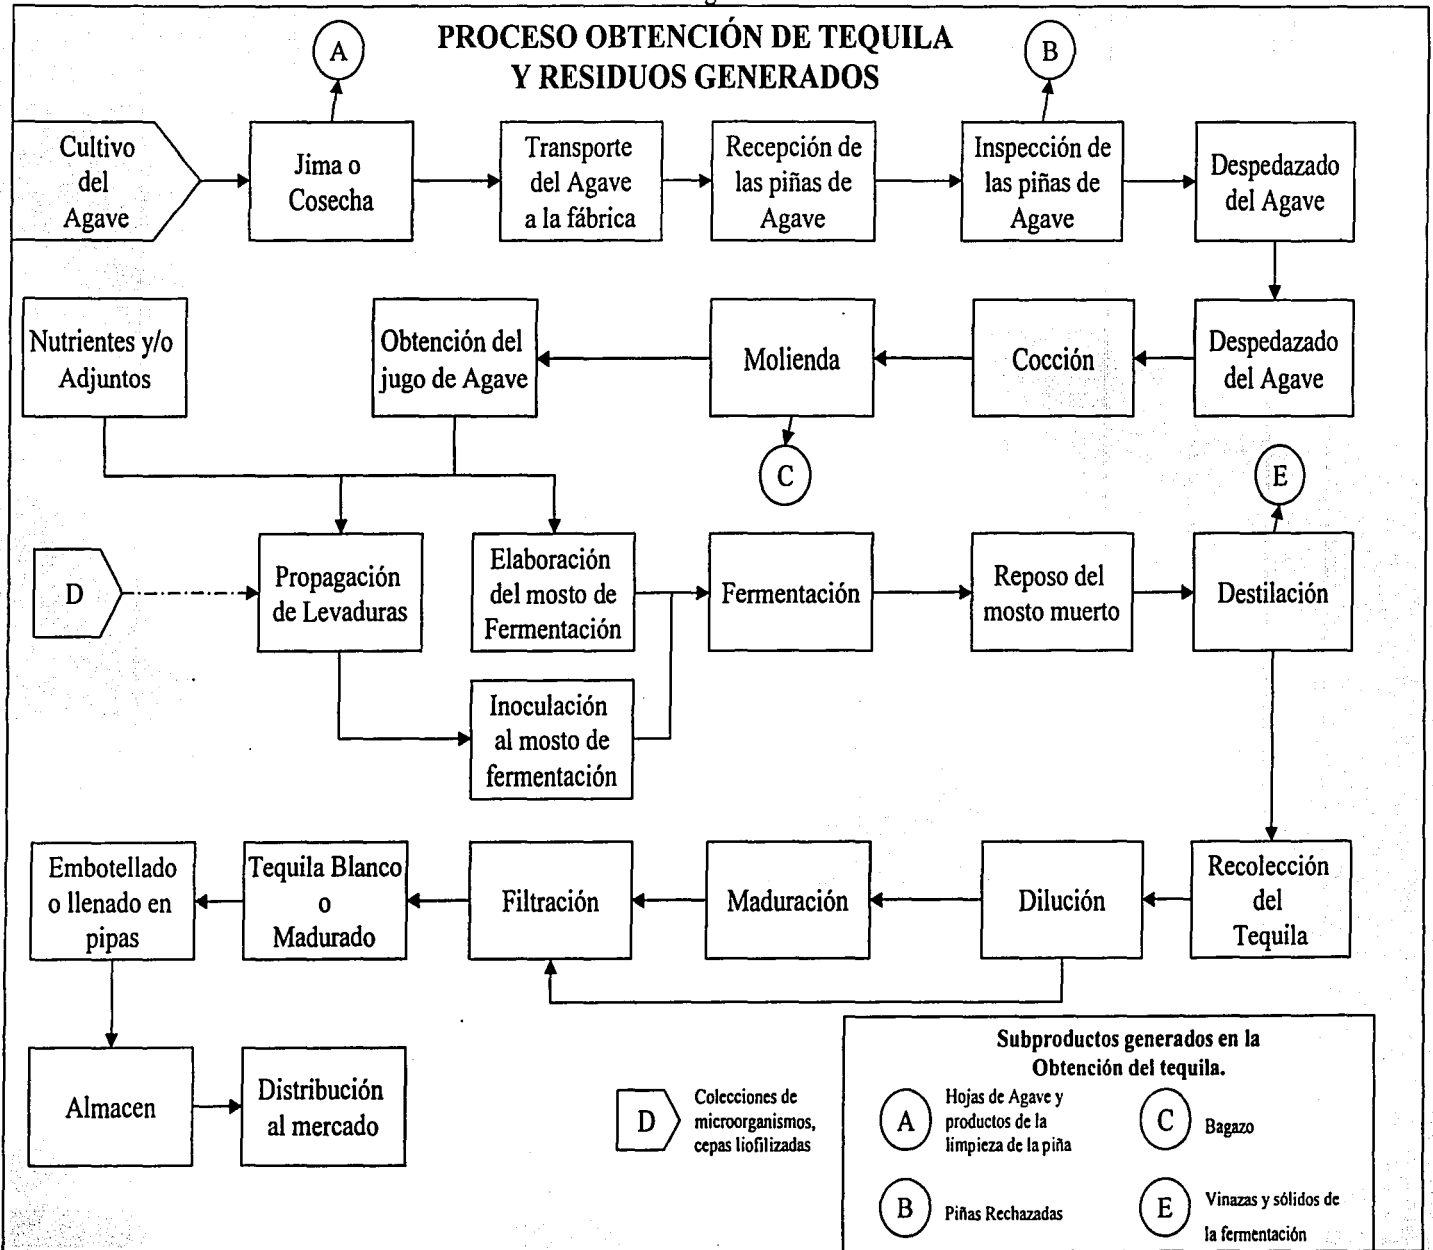 PROCESO OBTENCIÓN DE TEQUILA
Y RESIDUOS GENERADOS
A
B
Cultivo
del
Agave
Jima o
Cosecha
Transporte
del Agave
a la fábrica
Recepción de
las piñas de
Agave
Inspección de
las piñas de
Agave
Despedazado
del Agave
Nutrientes y/o
Adjuntos
Obtención del
jugo de Agave
Molienda
Cocción
Despedazado
del Agave
C
E
D
Propagación
de Levaduras
Elaboración
del mosto de
Fermentación
Fermentación
Reposo del
mosto muerto
Destilación
Inoculación
al mosto de
fermentación
Embotellado
o llenado en
pipas
Tequila Blanco
o
Madurado
Filtración
Maduración
Dilución
Recolección
del
Tequila
Almacen
Distribución
al mercado
D
Colecciones de
microorganismos,
cepas liofilizadas
Subproductos generados en la
Obtención del tequila.
A
Hojas de Agave y
productos de la
limpieza de la piña
C
Bagazo
B
Piñas Rechazadas
E
Vinazas y sólidos de
la fermentación